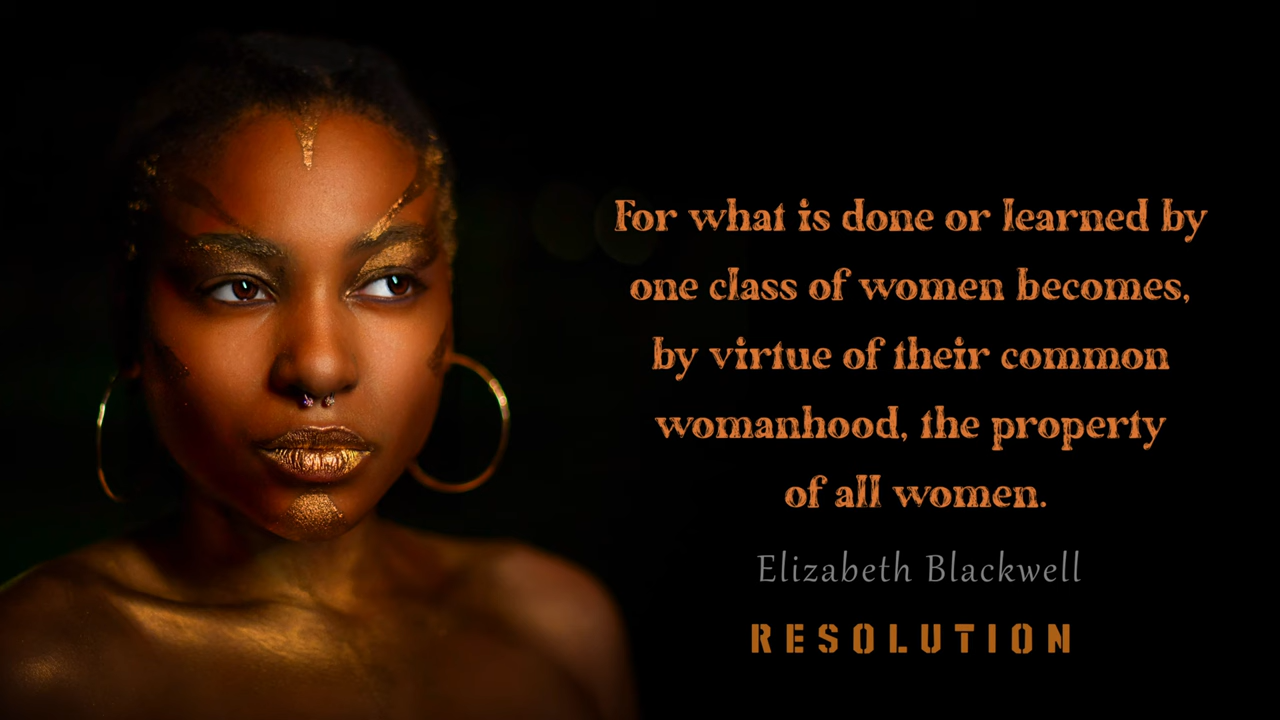 For what is done or learned by
one class of women becomes,
by virtue of their common
womanhood, the property
of all women.
Elizabeth Blackwell
RESOLUTION